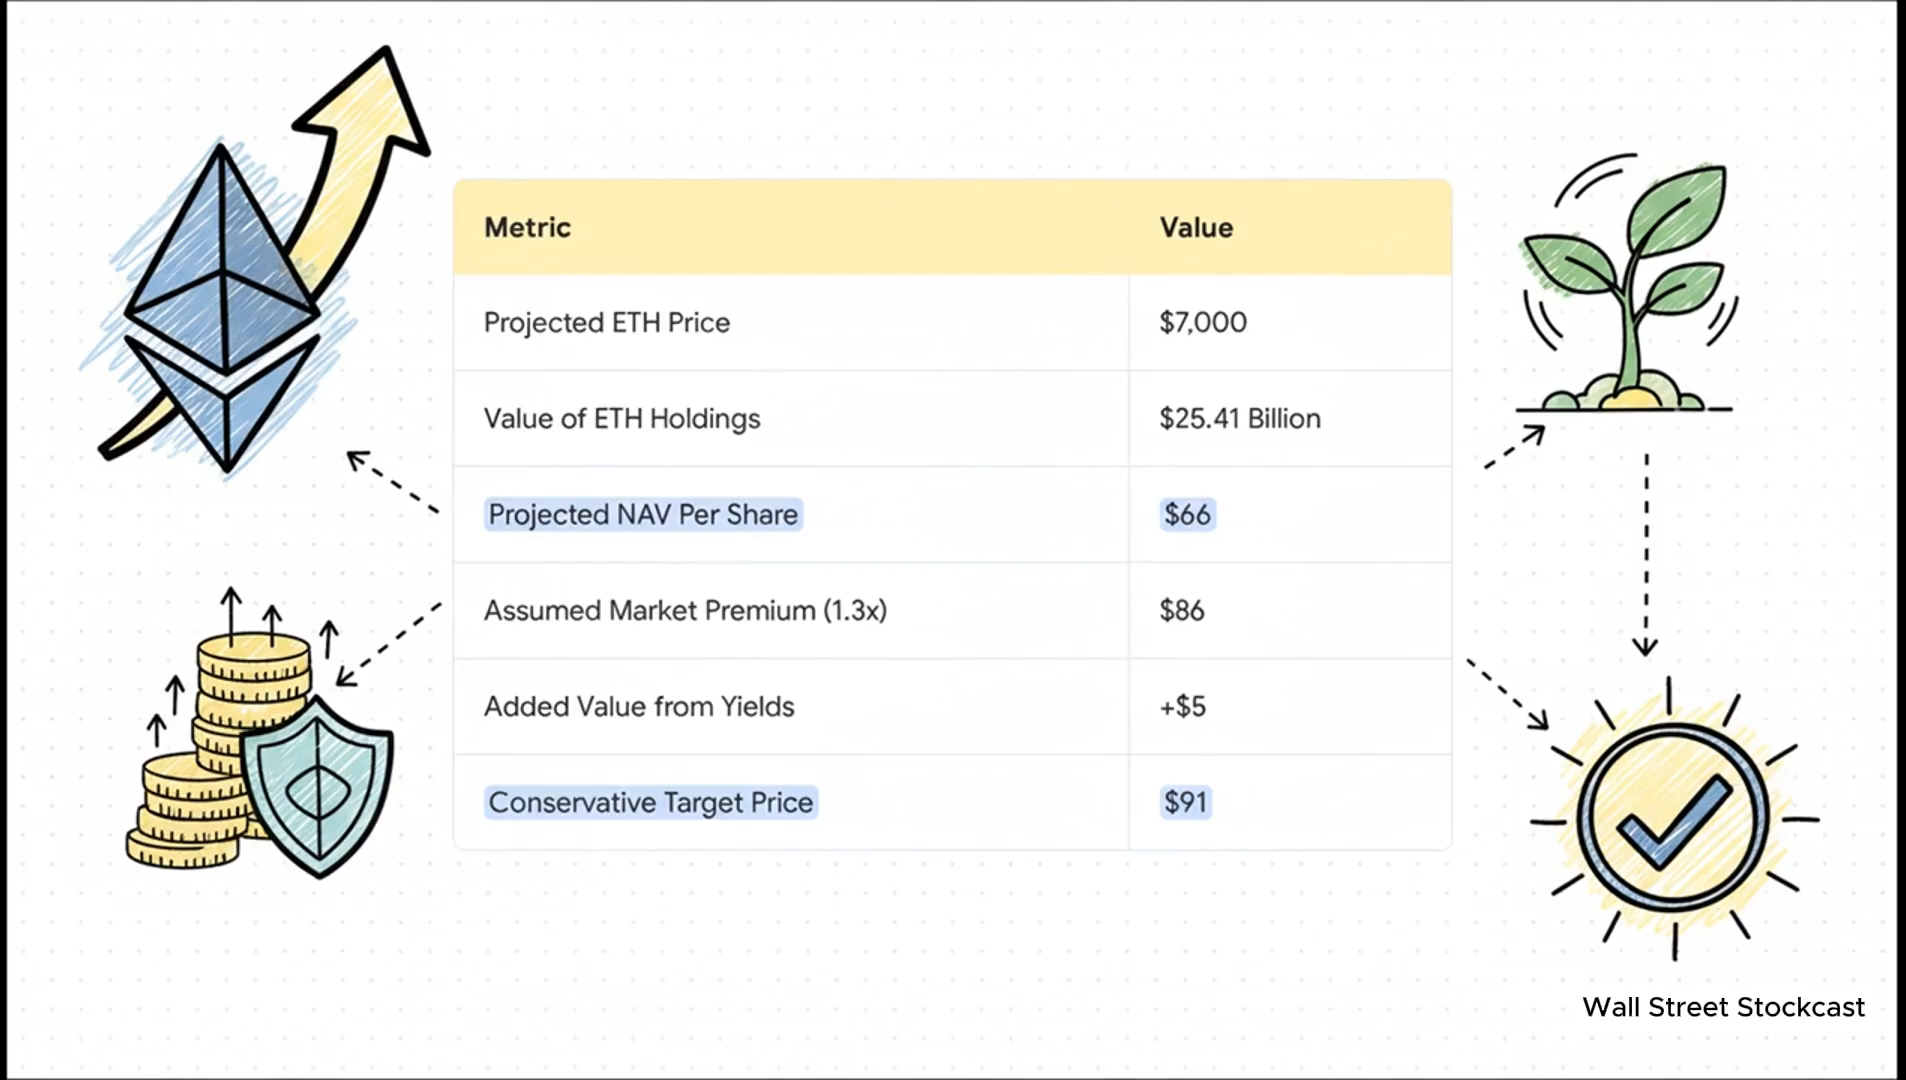 Metric Value
Projected ETH Price $7,000
Value of ETH Holdings $25.41 Billion
Projected NAV Per Share $66
Assumed Market Premium (1.3x) $86
Added Value from Yields +$5
Conservative Target Price $91
Wall Street Stockcast